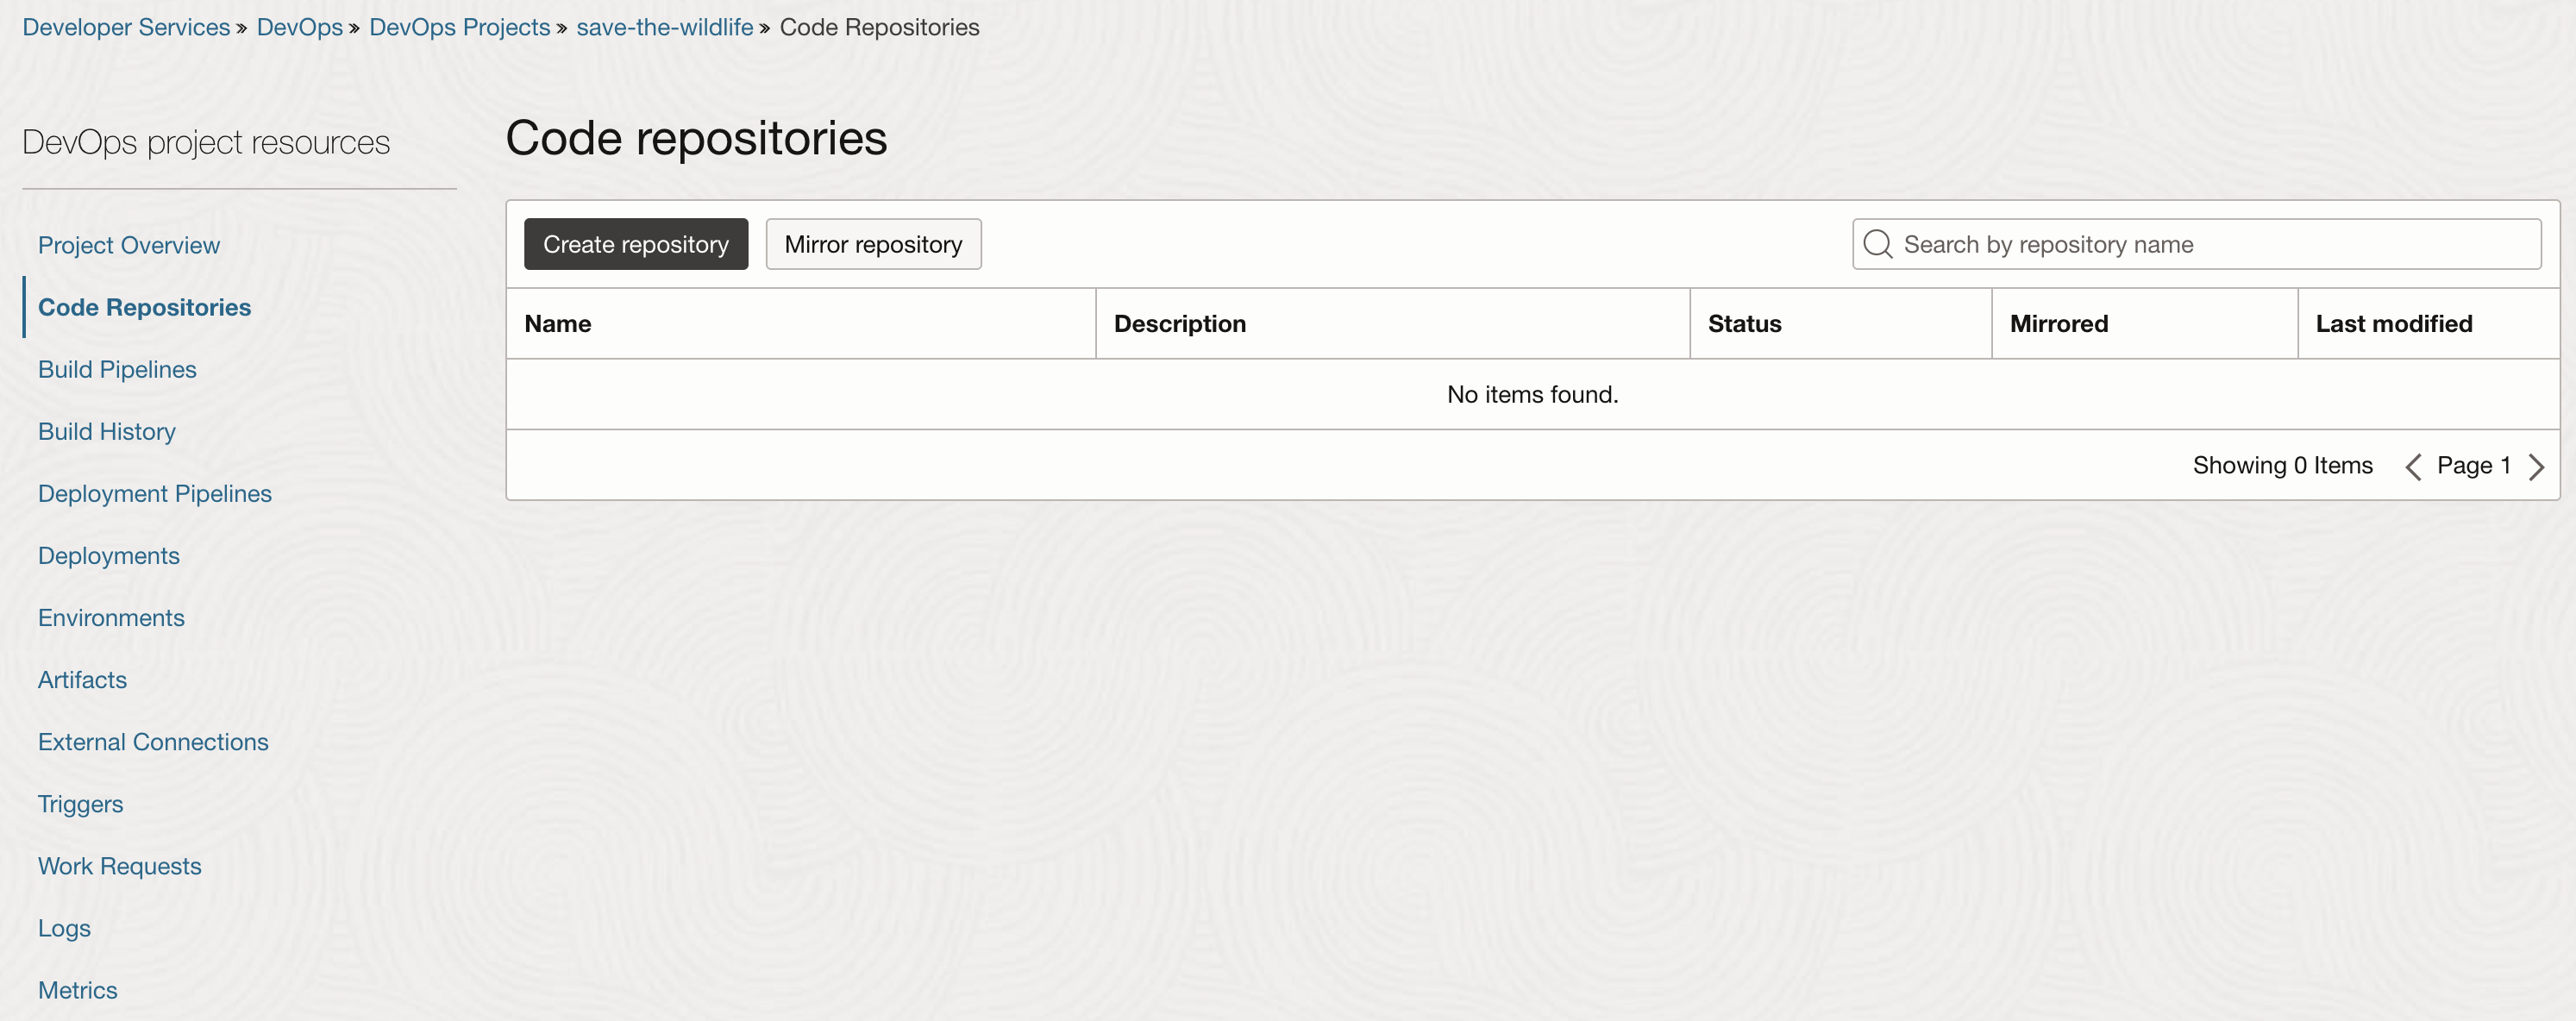 Developer Services » DevOps » DevOps Projects » save-the-wildlife » Code Repositories
DevOps project resources
Project Overview
Code Repositories
Build Pipelines
Build History
Deployment Pipelines
Deployments
Environments
Artifacts
External Connections
Triggers
Work Requests
Logs
Metrics
Code repositories
Create repository Mirror repository Search by repository name
Name Description Status Mirrored Last modified
No items found.
Showing 0 Items Page 1